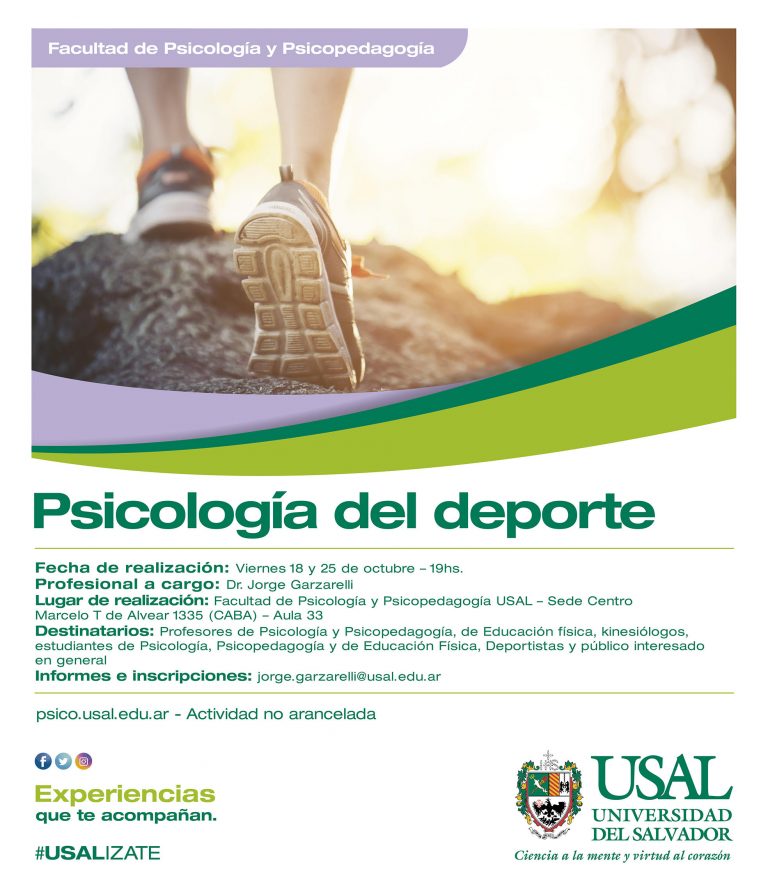 Facultad de Psicología y Psicopedagogía
Psicología del deporte
Fecha de realización: Viernes 18 y 25 de octubre – 19hs.
Profesional a cargo: Dr. Jorge Garzarelli
Lugar de realización: Facultad de Psicología y Psicopedagogía USAL – Sede Centro
Marcelo T de Alvear 1335 (CABA) – Aula 33
Destinatarios: Profesores de Psicología y Psicopedagogía, de Educación física, kinesiólogos,
estudiantes de Psicología, Psicopedagogía y de Educación Física, Deportistas y público interesado
en general
Informes e inscripciones: jorge.garzarelli@usal.edu.ar
psico.usal.edu.ar - Actividad no arancelada
Experiencias
que te acompañan.
#USALIZATE
IHS
USAL
UNIVERSIDAD
DEL SALVADOR
Ciencia a la mente y virtud al corazón